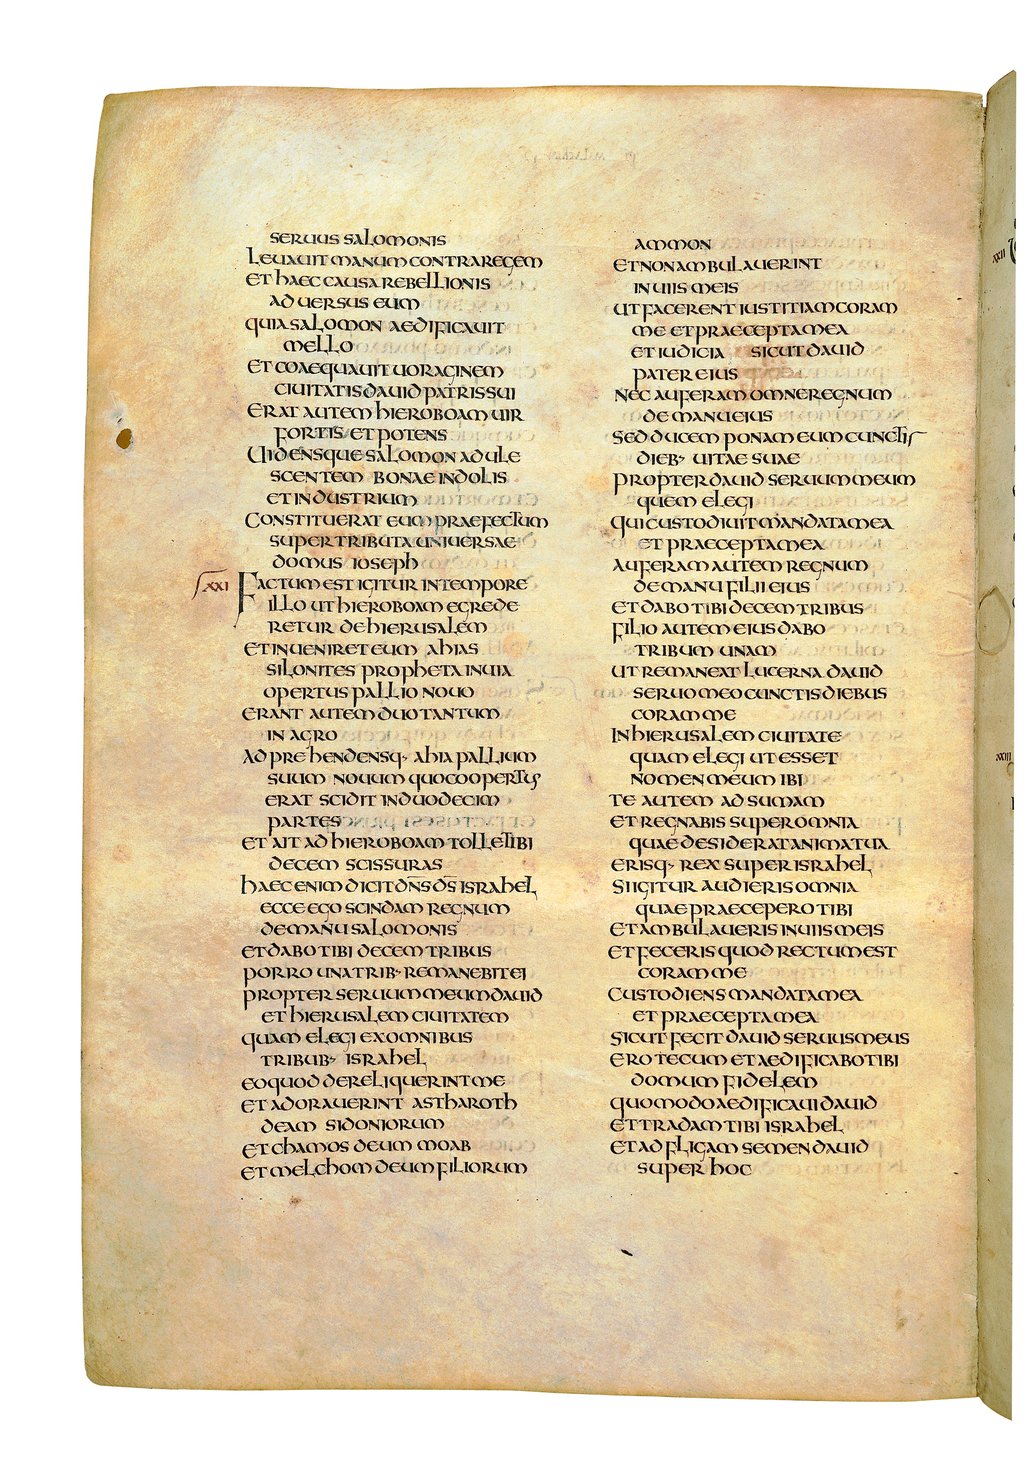 SERUUS SALOMONIS
LEUAUIT MANUM CONTRA REGEM
ET HAEC CAUSA REBELLIONIS
ADUERSUS EUM
QUIA SALOMON AEDIFICAUIT
MELLO
ET COAEQUAUIT UORAGINEM
CIUITATIS DAUID PATRIS SUI
ERAT AUTEM HIEROBOAM UIR
FORTIS ET POTENS
UIDENSQUE SALOMON ADULE
SCENTEM BONAE INDOLIS
ET INDUSTRIUM
CONSTITUERAT EUM PRAEFECTUM
SUPER TRIBUTA UNIUERSAE
DOMUS IOSEPH
XXI FACTUM EST IGITUR IN TEMPORE
ILLO UT HIEROBOAM EGREDE
RETUR DE HIERUSALEM
ET INUENIRET EUM AHIAS
SILONITES PROPHETA IN UIA
OPERTUS PALLIO NOUO
ERANT AUTEM DUO TANTUM
IN AGRO
ADPREHENDENSQ· AHIA PALLIUM
SUUM NOUUM QUO COOPERTUS
ERAT SCIDIT IN DUODECIM
PARTES
ET AIT AD HIEROBOAM TOLLE TIBI
DECEM SCISSURAS
HAEC ENIM DICIT DN̄S D̄S ISRAHEL
ECCE EGO SCINDAM REGNUM
DE MANU SALOMONIS
ET DABO TIBI DECEM TRIBUS
PORRO UNA TRIB· REMANEBIT EI
PROPTER SERUUM MEUM DAUID
ET HIERUSALEM CIUITATEM
QUAM ELEGI EX OMNIBUS
TRIBUB· ISRAHEL
EO QUOD DERELIQUERINT ME
ET ADORAUERINT ASTHAROTH
DEAM SIDONIORUM
ET CHAMOS DEUM MOAB
ET MELCHOM DEUM FILIORUM
AMMON
ET NON AMBULAUERINT
IN UIIS MEIS
UT FACERENT IUSTITIAM CORAM
ME ET PRAECEPTA MEA
ET IUDICIA SICUT DAUID
PATER EIUS
NEC AUFERAM OMNE REGNUM
DE MANU EIUS
SED DUCEM PONAM EUM CUNCTIS
DIEB· UITAE SUAE
PROPTER DAUID SERUUM MEUM
QUEM ELEGI
QUI CUSTODIUIT MANDATA MEA
ET PRAECEPTA MEA
AUFERAM AUTEM REGNUM
DE MANU FILII EIUS
ET DABO TIBI DECEM TRIBUS
FILIO AUTEM EIUS DABO
TRIBUM UNAM
UT REMANEAT LUCERNA DAUID
SERUO MEO CUNCTIS DIEBUS
CORAM ME
IN HIERUSALEM CIUITATE
QUAM ELEGI UT ESSET
NOMEN MEUM IBI
TE AUTEM ADSUMAM
ET REGNABIS SUPER OMNIA
QUAE DESIDERAT ANIMA TUA
ERISQ· REX SUPER ISRAHEL
SI IGITUR AUDIERIS OMNIA
QUAE PRAECEPERO TIBI
ET AMBULAUERIS IN UIIS MEIS
ET FECERIS QUOD RECTUM EST
CORAM ME
CUSTODIENS MANDATA MEA
ET PRAECEPTA MEA
SICUT FECIT DAUID SERUUS MEUS
ERO TECUM ET AEDIFICABO TIBI
DOMUM FIDELEM
QUOMODO AEDIFICAUI DAUID
ET TRADAM TIBI ISRAHEL
ET ADFLIGAM SEMEN DAUID
SUPER HOC
XXII
XXIII